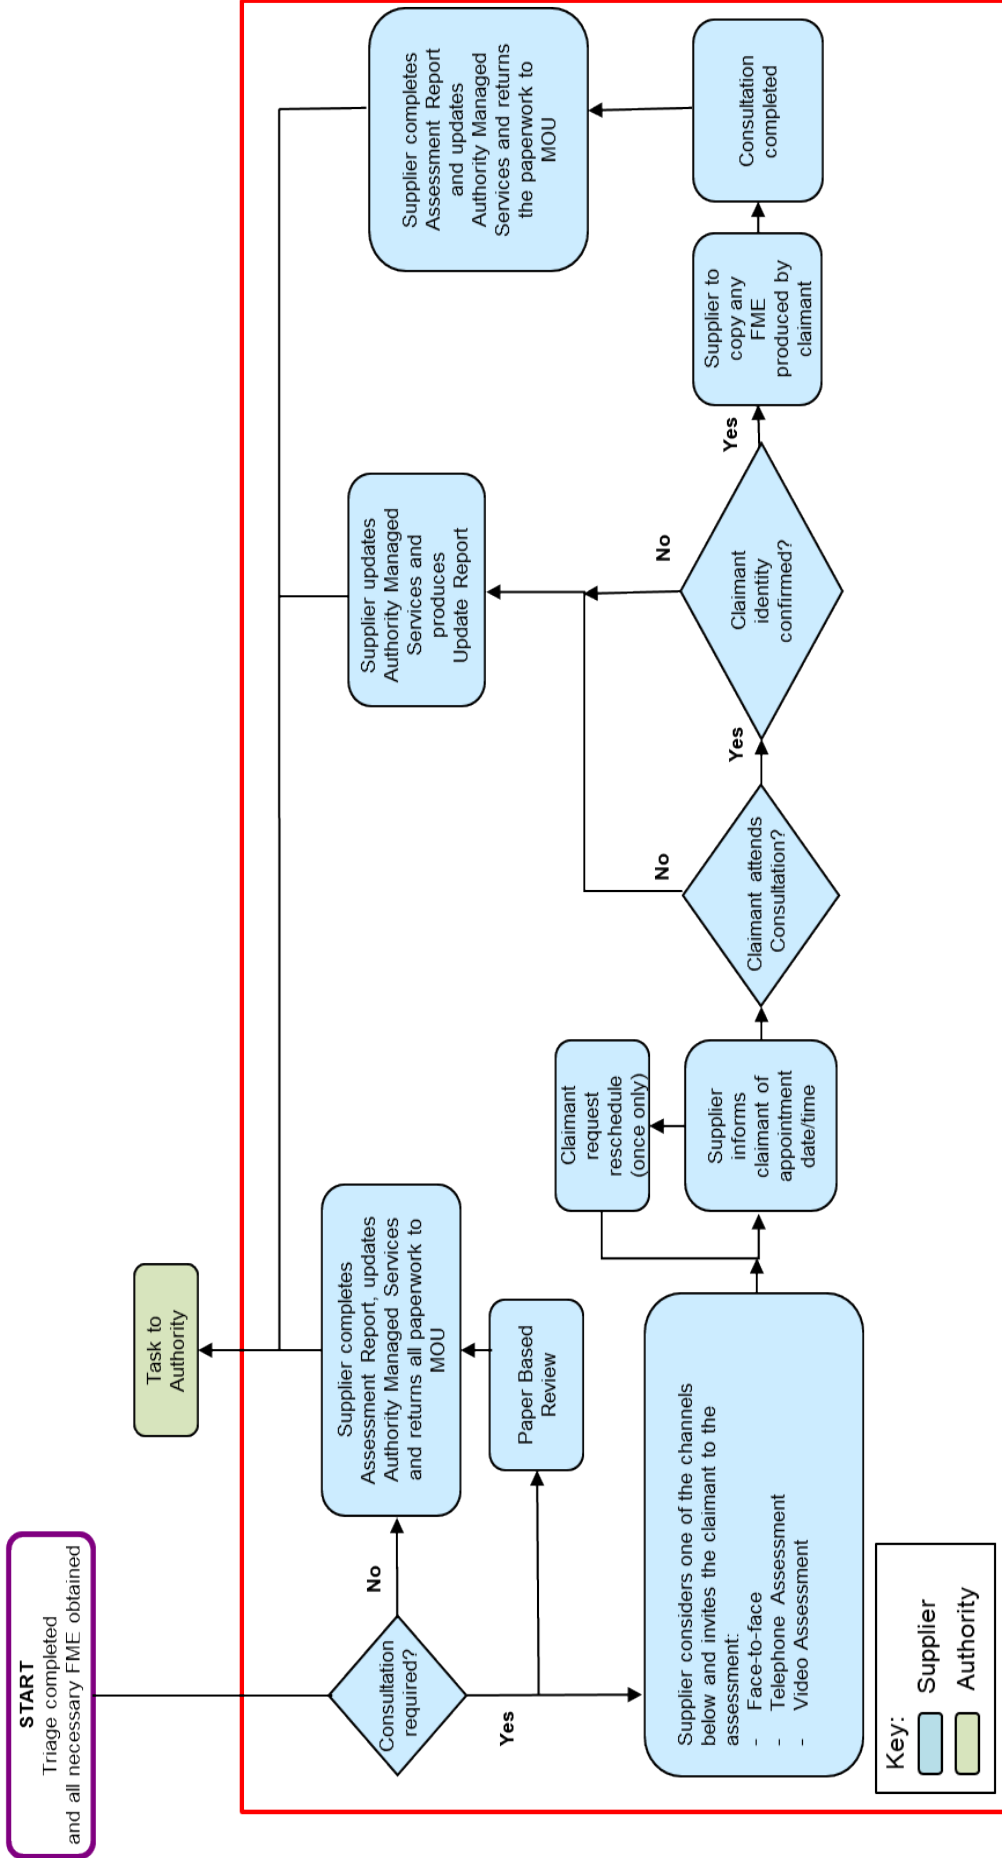 START
Triage completed
and all necessary FME obtained
Task to
Authority
Consultation
required?
No
Yes
Supplier completes
Assessment Report, updates
Authority Managed Services
and returns all paperwork to
MOU
Paper Based
Review
Supplier considers one of the channels
below and invites the claimant to the
assessment:
- Face-to-face
- Telephone Assessment
- Video Assessment
Claimant
request
reschedule
(once only)
Supplier
informs
claimant of
appointment
date/time
Claimant attends
Consultation?
No
Yes
Supplier updates
Authority Managed
Services and
produces
Update Report
Claimant
identity
confirmed?
No
Yes
Supplier to
copy any
FME
produced by
claimant
Consultation
completed
Supplier completes
Assessment Report
and updates
Authority Managed
Services and returns
the paperwork to
MOU
Key:
Supplier
Authority